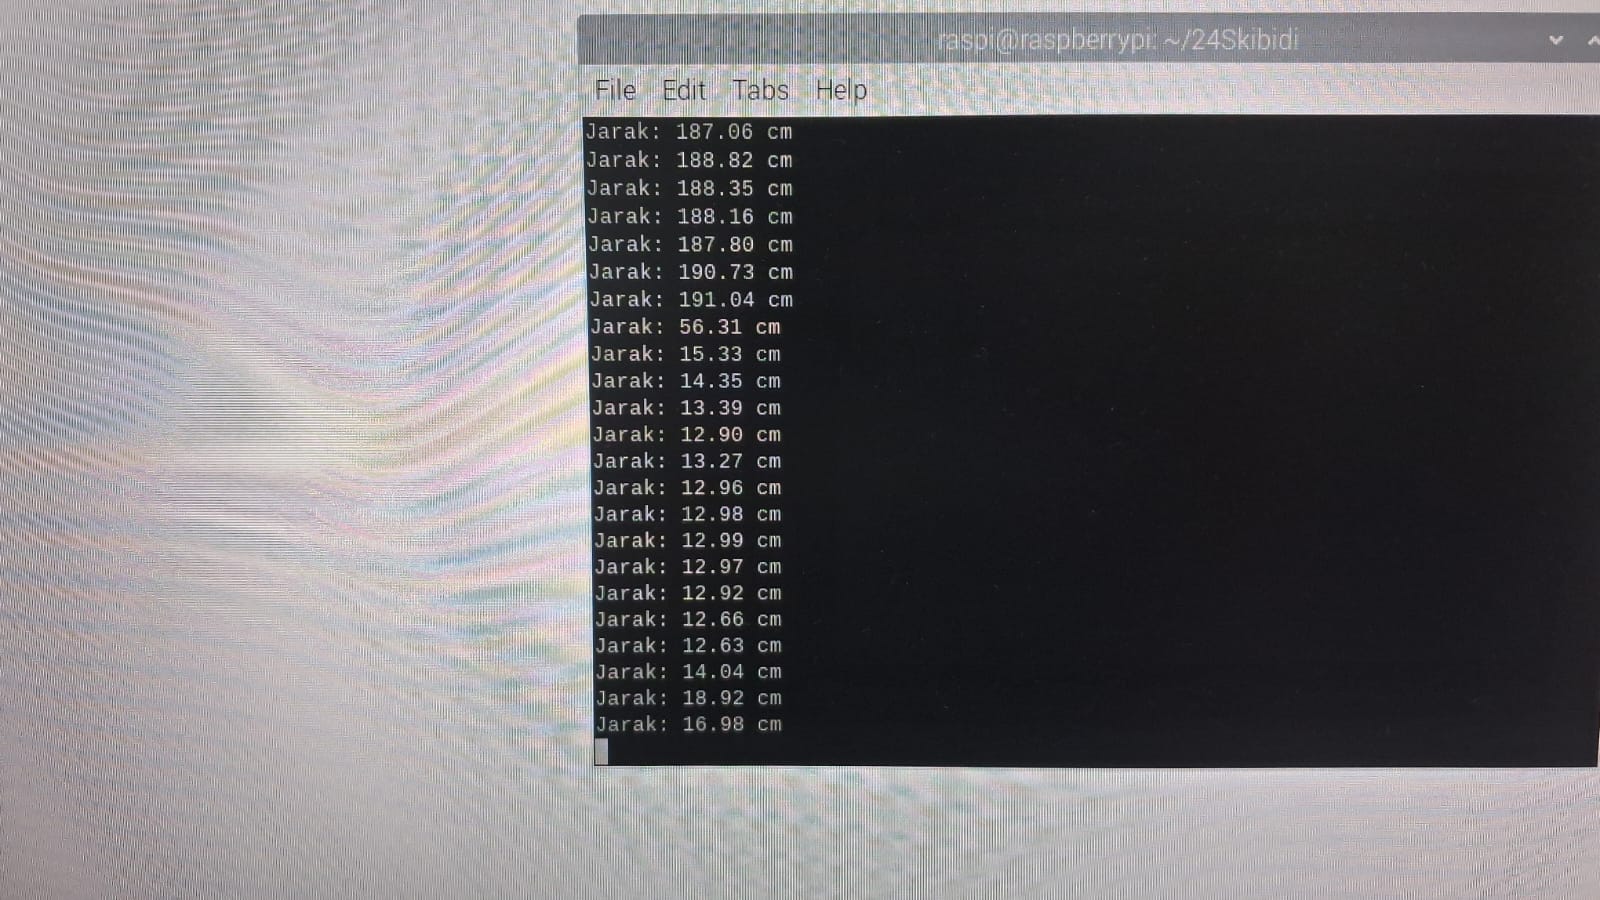 raspi@raspberrypi: ~/24Skibidi
File Edit Tabs Help
Jarak: 187.06 cm
Jarak: 188.82 cm
Jarak: 188.35 cm
Jarak: 188.16 cm
Jarak: 187.80 cm
Jarak: 190.73 cm
Jarak: 191.04 cm
Jarak: 56.31 cm
Jarak: 15.33 cm
Jarak: 14.35 cm
Jarak: 13.39 cm
Jarak: 12.90 cm
Jarak: 13.27 cm
Jarak: 12.96 cm
Jarak: 12.98 cm
Jarak: 12.99 cm
Jarak: 12.97 cm
Jarak: 12.92 cm
Jarak: 12.66 cm
Jarak: 12.63 cm
Jarak: 14.04 cm
Jarak: 18.92 cm
Jarak: 16.98 cm